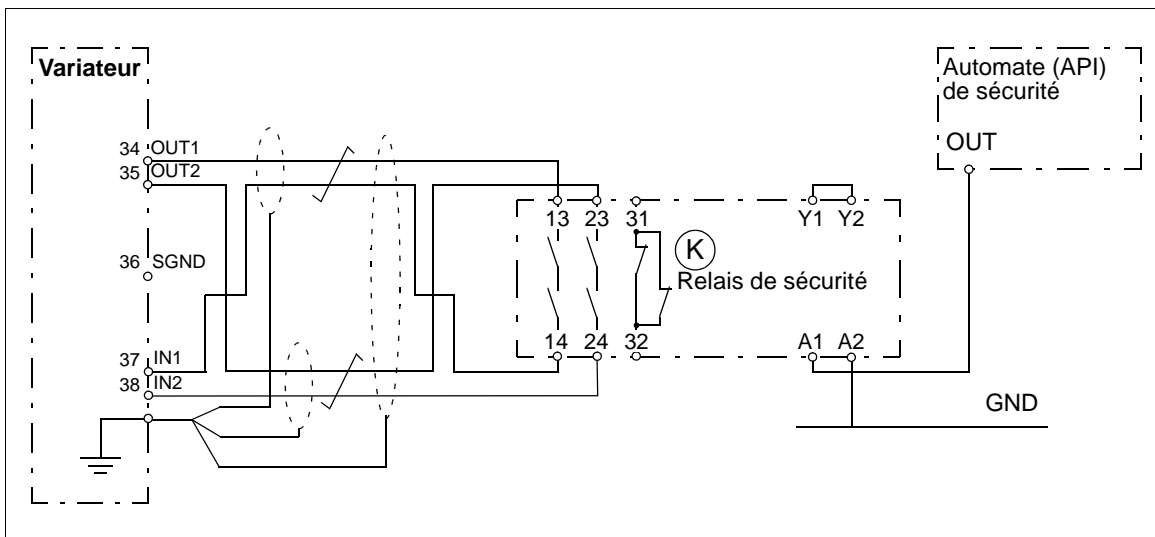 Variateur
Automate (API)
de sécurité
OUT
34 OUT1
35 OUT2
13 23 31
Y1 Y2
K
36 SGND
Relais de sécurité
14 24 32
A1 A2
37 IN1
38 IN2
GND